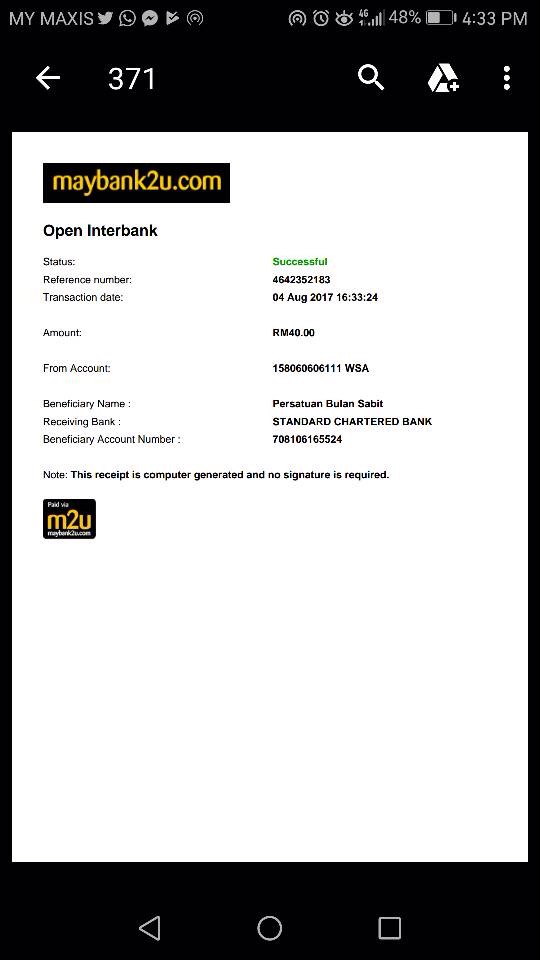 MY MAXIS 4G 48% 4:33 PM
371
maybank2u.com
Open Interbank
Status: Successful
Reference number: 4642352183
Transaction date: 04 Aug 2017 16:33:24
Amount: RM40.00
From Account: 158060606111 WSA
Beneficiary Name : Persatuan Bulan Sabit
Receiving Bank : STANDARD CHARTERED BANK
Beneficiary Account Number : 708106165524
Note: This receipt is computer generated and no signature is required.
Paid via
m2u
maybank2u.com